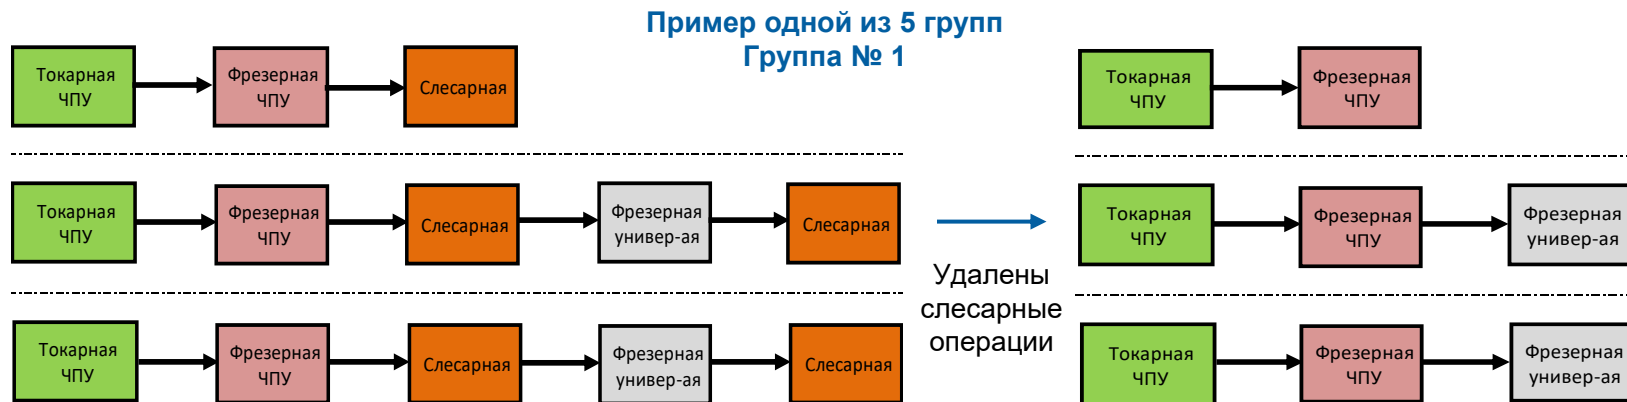 Пример одной из 5 групп
Группа № 1
Токарная
ЧПУ
Фрезерная
ЧПУ
Слесарная
Токарная
ЧПУ
Фрезерная
ЧПУ
Токарная
ЧПУ
Фрезерная
ЧПУ
Слесарная
Фрезерная
универ-ая
Слесарная
Токарная
ЧПУ
Фрезерная
ЧПУ
Фрезерная
универ-ая
Удалены
слесарные
операции
Токарная
ЧПУ
Фрезерная
ЧПУ
Слесарная
Фрезерная
универ-ая
Слесарная
Токарная
ЧПУ
Фрезерная
ЧПУ
Фрезерная
универ-ая